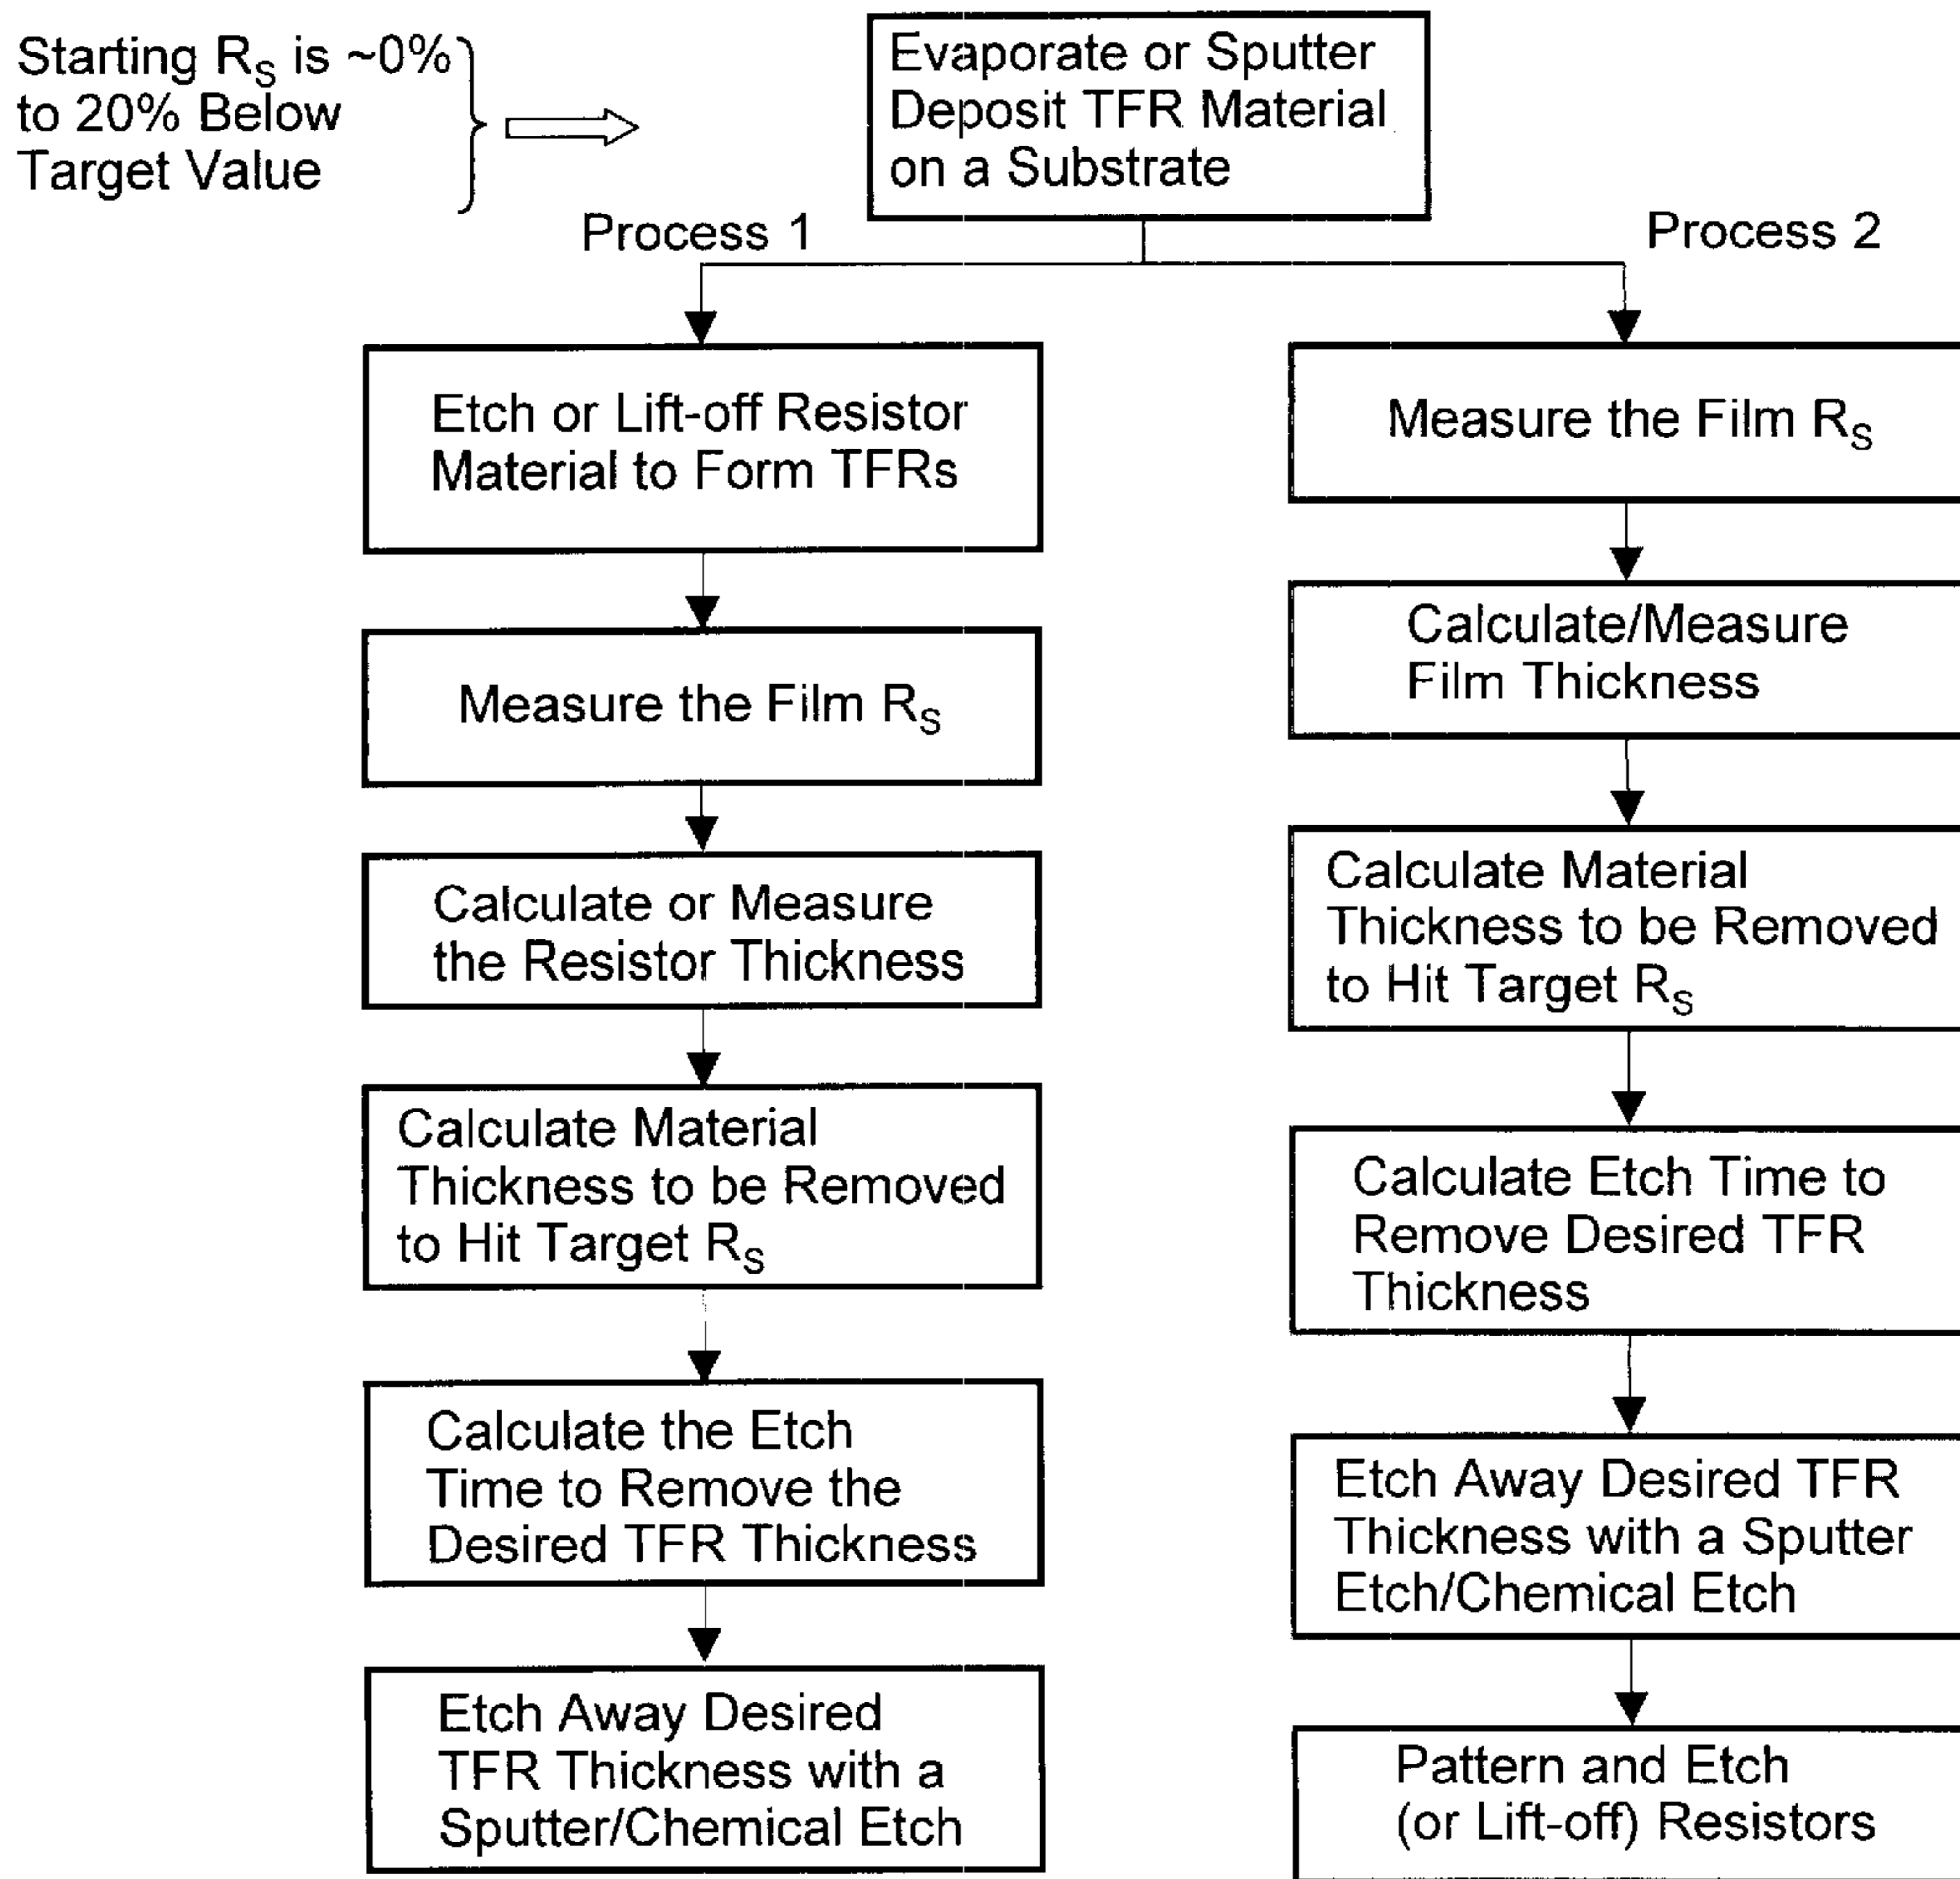 Starting RS is ~0%
to 20% Below
Target Value
Evaporate or Sputter
Deposit TFR Material
on a Substrate
Process 1
Process 2
Etch or Lift-off Resistor
Material to Form TFRs
Measure the Film RS
Calculate or Measure
the Resistor Thickness
Calculate Material
Thickness to be Removed
to Hit Target RS
Calculate the Etch
Time to Remove the
Desired TFR Thickness
Etch Away Desired
TFR Thickness with a
Sputter/Chemical Etch
Measure the Film RS
Calculate/Measure
Film Thickness
Calculate Material
Thickness to be Removed
to Hit Target RS
Calculate Etch Time to
Remove Desired TFR
Thickness
Etch Away Desired TFR
Thickness with a Sputter
Etch/Chemical Etch
Pattern and Etch
(or Lift-off) Resistors